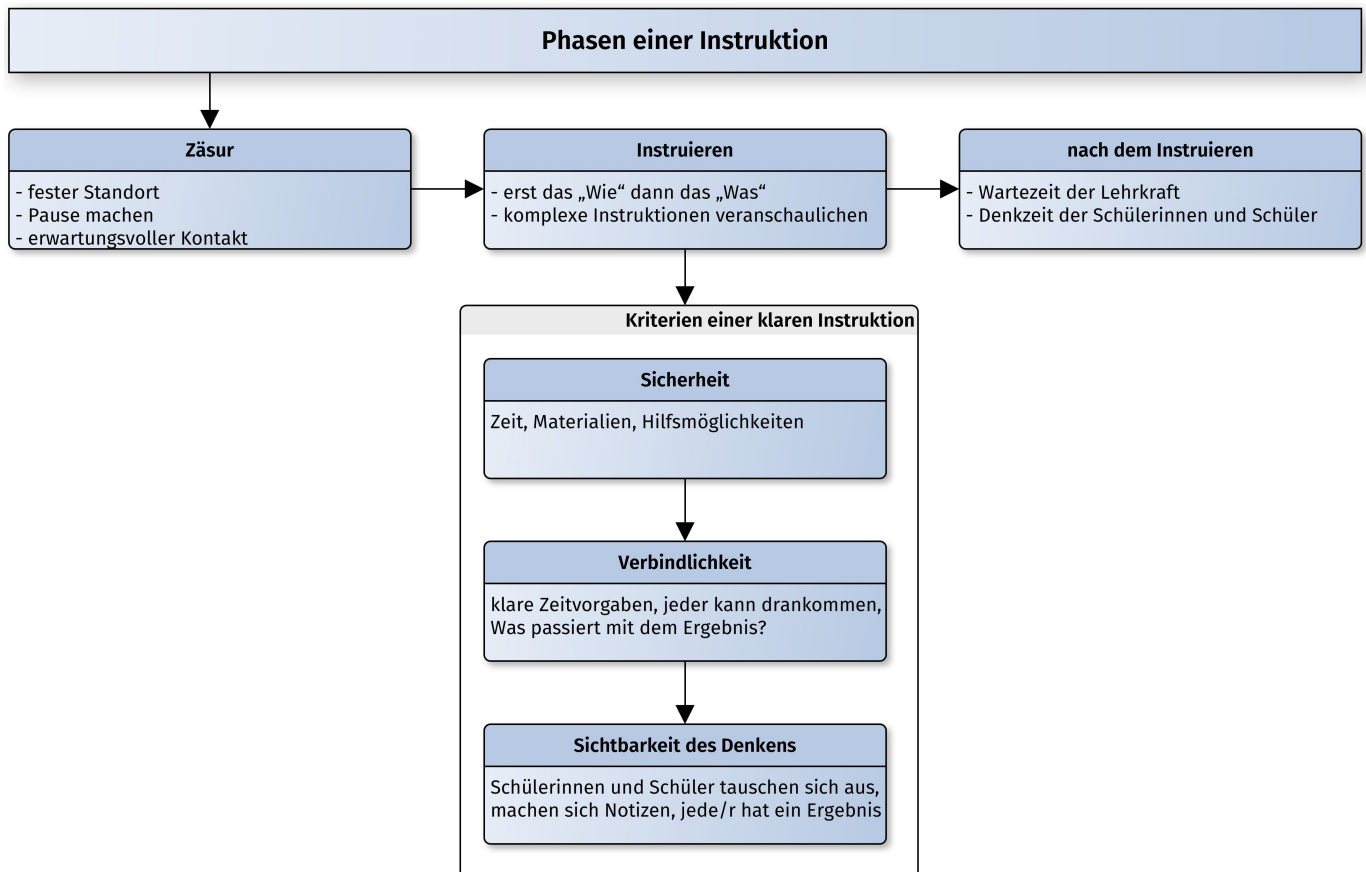 Phasen einer Instruktion
Zäsur
- fester Standort
- Pause machen
- erwartungsvoller Kontakt
Instruieren
- erst das „Wie“ dann das „Was“
- komplexe Instruktionen veranschaulichen
nach dem Instruieren
- Wartezeit der Lehrkraft
- Denkzeit der Schülerinnen und Schüler
Kriterien einer klaren Instruktion
Sicherheit
Zeit, Materialien, Hilfsmöglichkeiten
Verbindlichkeit
klare Zeitvorgaben, jeder kann drankommen,
Was passiert mit dem Ergebnis?
Sichtbarkeit des Denkens
Schülerinnen und Schüler tauschen sich aus,
machen sich Notizen, jede/r hat ein Ergebnis